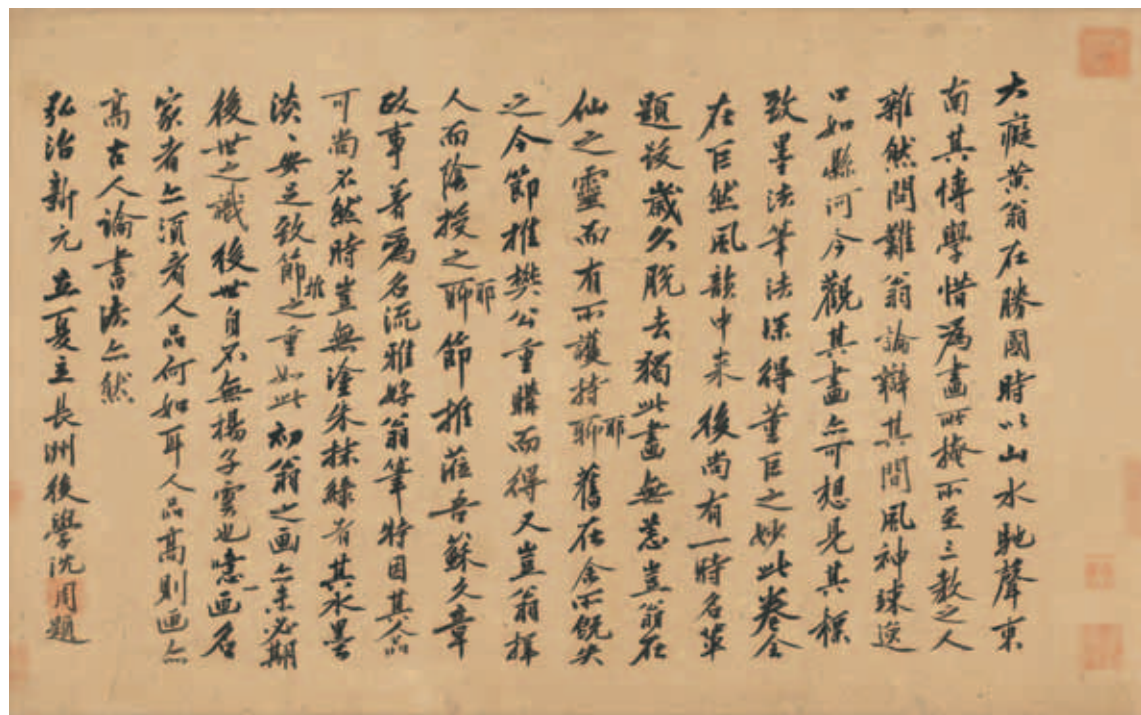 大癡黃翁在勝國時以山水馳聲東
南其博學惜為畫所掩所至三教之人
雜然問難翁論辯其間風神竦逸
口如懸河今觀其畫亦可想見其標
致墨法筆法深得董巨之妙此卷全
在巨然風韻中來後尚有一時名筆
題跋歲久脫去獨此畫無恙豈翁在
仙之靈而有所護持聊耶舊在余所既失
之今節推樊公重購而得又豈翁擇
人而陰授之聊耶節推蒞吾蘇久章
政事著為名流雅好翁筆特因其人品
可尚不然時豈無塗朱抹綠者其水墨
淡、安足致節推之重如此初翁之画亦未必期
後世之識後世自不無揚子雲也噫画名
家者亦須看人品何如耳人品高則画亦
高古人論書法亦然
弘治新元立夏立長洲後學沈周題